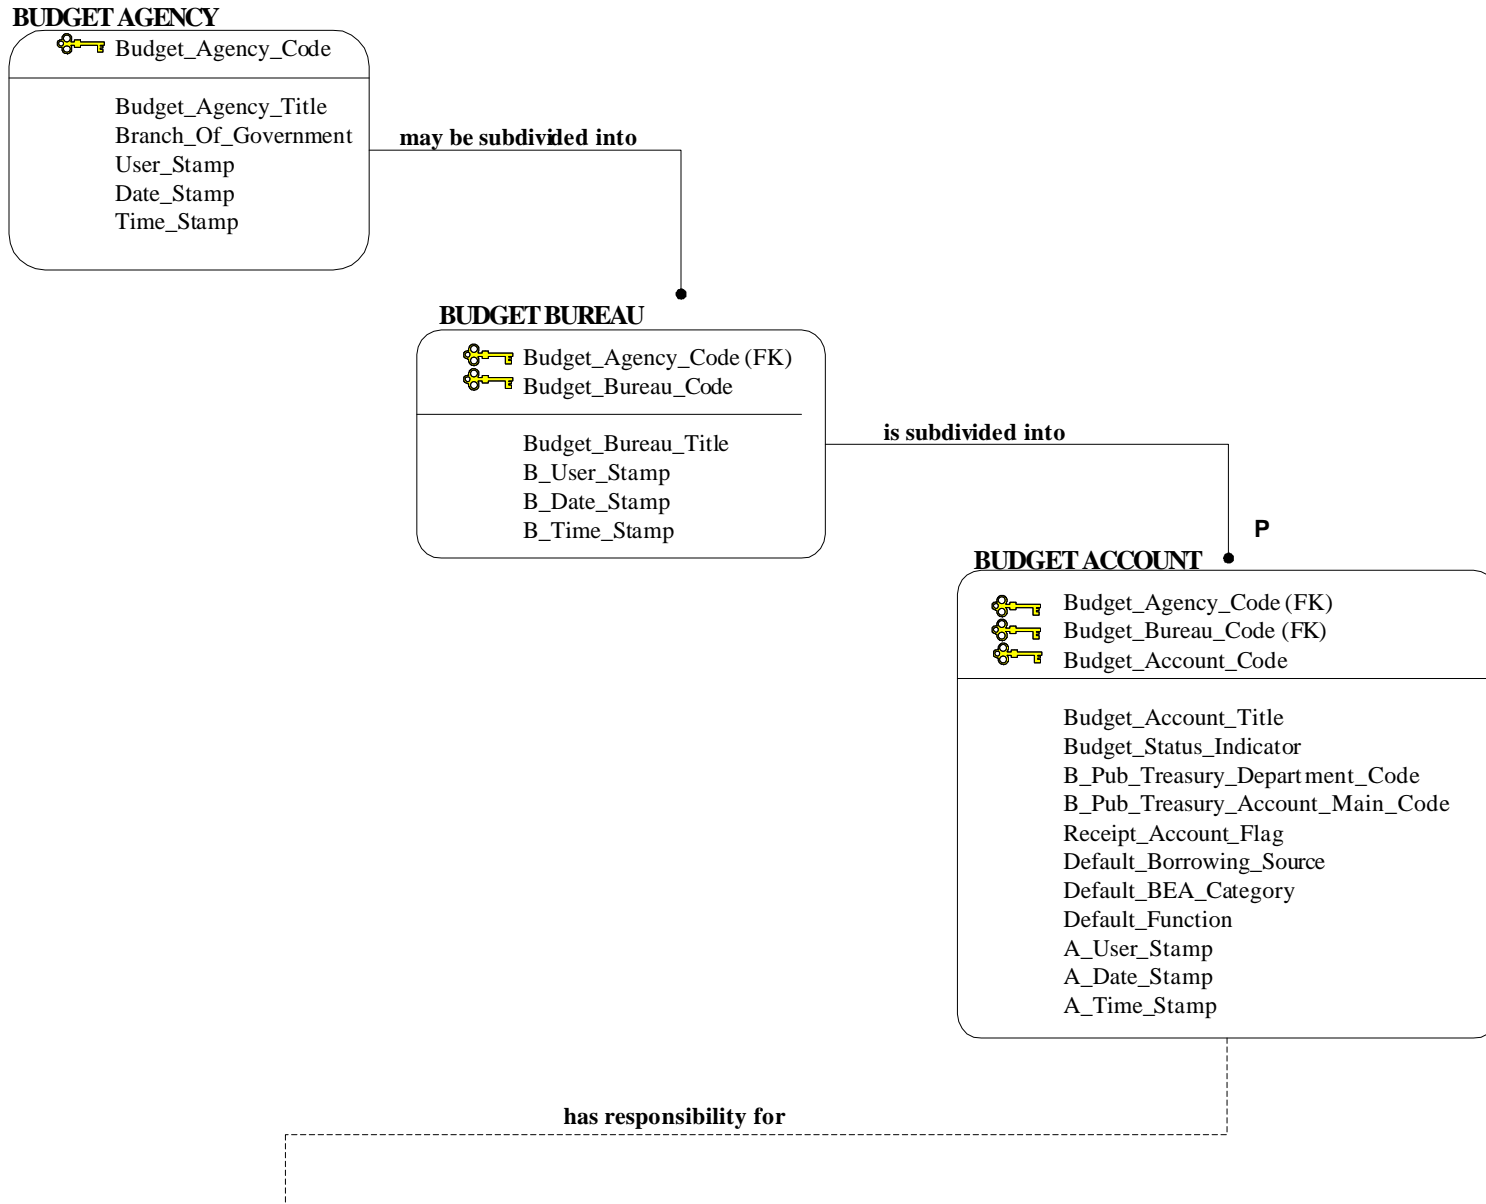 BUDGET AGENCY
Budget_Agency_Code
Budget_Agency_Title
Branch_Of_Government
User_Stamp
Date_Stamp
Time_Stamp
may be subdivided into
BUDGET BUREAU
Budget_Agency_Code (FK)
Budget_Bureau_Code
Budget_Bureau_Title
B_User_Stamp
B_Date_Stamp
B_Time_Stamp
is subdivided into
P
BUDGET ACCOUNT
Budget_Agency_Code (FK)
Budget_Bureau_Code (FK)
Budget_Account_Code
Budget_Account_Title
Budget_Status_Indicator
B_Pub_Treasury_Department_Code
B_Pub_Treasury_Account_Main_Code
Receipt_Account_Flag
Default_Borrowing_Source
Default_BEA_Category
Default_Function
A_User_Stamp
A_Date_Stamp
A_Time_Stamp
has responsibility for